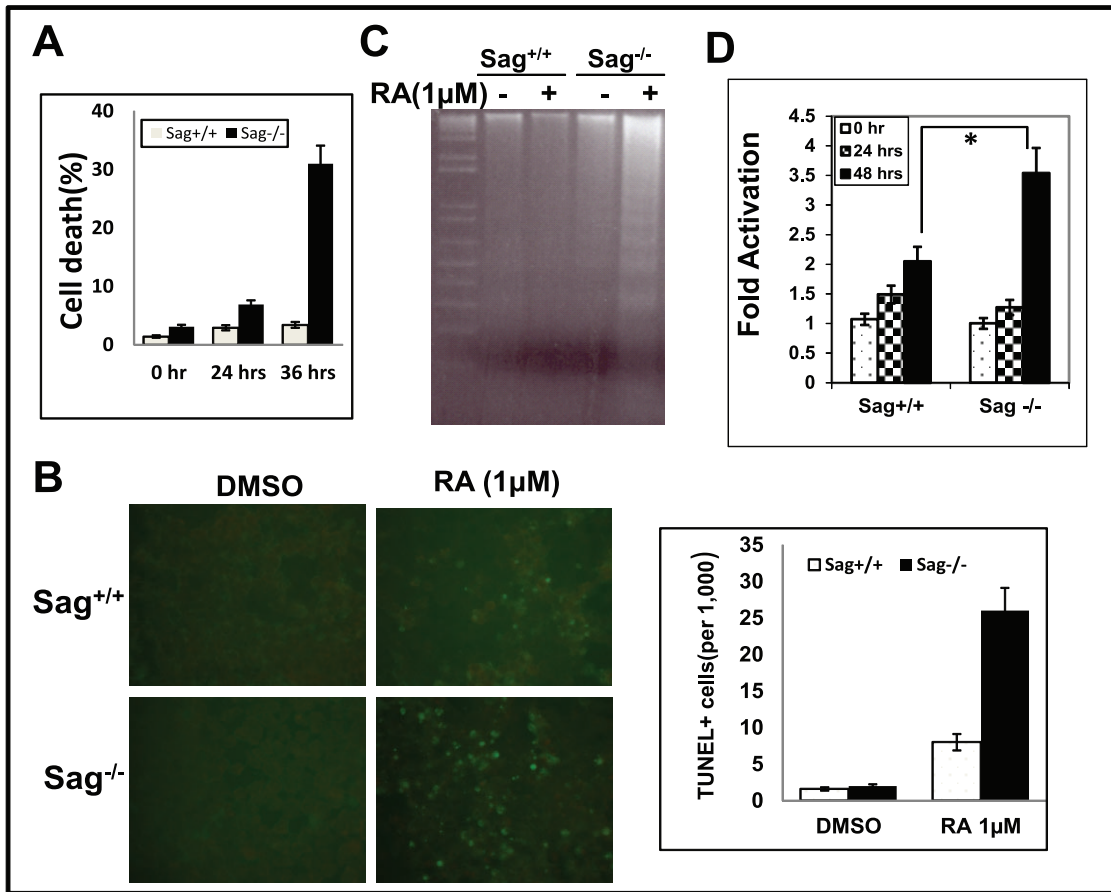 A
Cell death(%)
Sag+/+ Sag-/-
40
30
20
10
0
0 hr 24 hrs 36 hrs
C
Sag+/+ Sag-/-
RA(1µM) - + - +
D
Fold Activation
0 hr
24 hrs
48 hrs
*
4.5
4
3.5
3
2.5
2
1.5
1
0.5
0
Sag+/+ Sag -/-
B
DMSO RA (1µM)
Sag+/+
Sag-/-
TUNEL+ cells(per 1,000)
Sag+/+ Sag-/-
35
30
25
20
15
10
5
0
DMSO RA 1µM